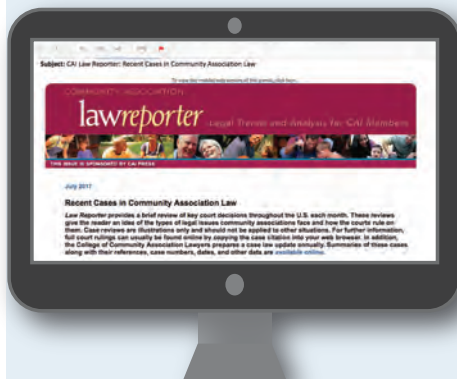 Subject: CAI Law Reporter: Recent Cases in Community Association Law
COMMUNITY ASSOCIATION
lawreporter Legal Trends and Analysis for CAI Members
THIS ISSUE IS SPONSORED BY CAI PRESS
July 2017
Recent Cases in Community Association Law
Law Reporter provides a brief review of key court decisions throughout the U.S. each month. These reviews
give the reader an idea of the types of legal issues community associations face and how the courts rule on
them. Case reviews are illustrations only and should not be applied to other situations. For further information,
full court rulings can usually be found online by copying the case citation into your web browser. In addition,
the College of Community Association Lawyers prepares a case law update annually. Summaries of these cases
along with their references, case numbers, dates, and other data are available online.